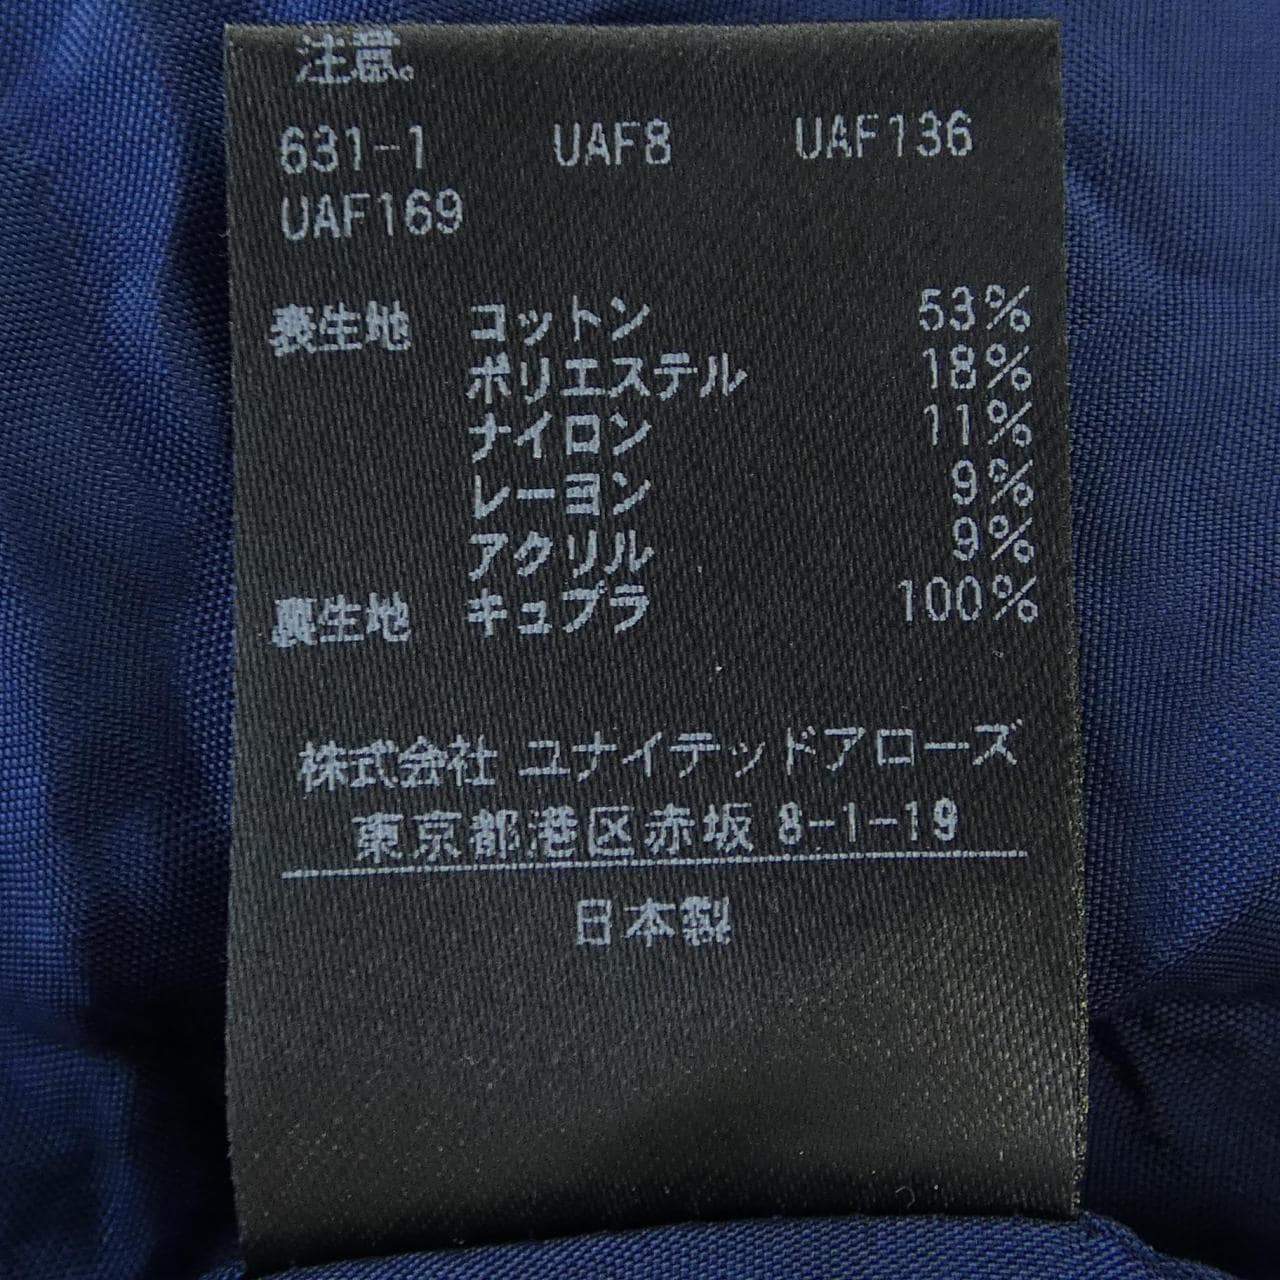 注意。
631-1 UAF8 UAF136
UAF169
表生地 コットン 53%
ポリエステル 18%
ナイロン 11%
レーヨン 9%
アクリル 9%
裏生地 キュプラ 100%
株式会社 ユナイテッドアローズ
東京都港区赤坂 8-1-19
日本製